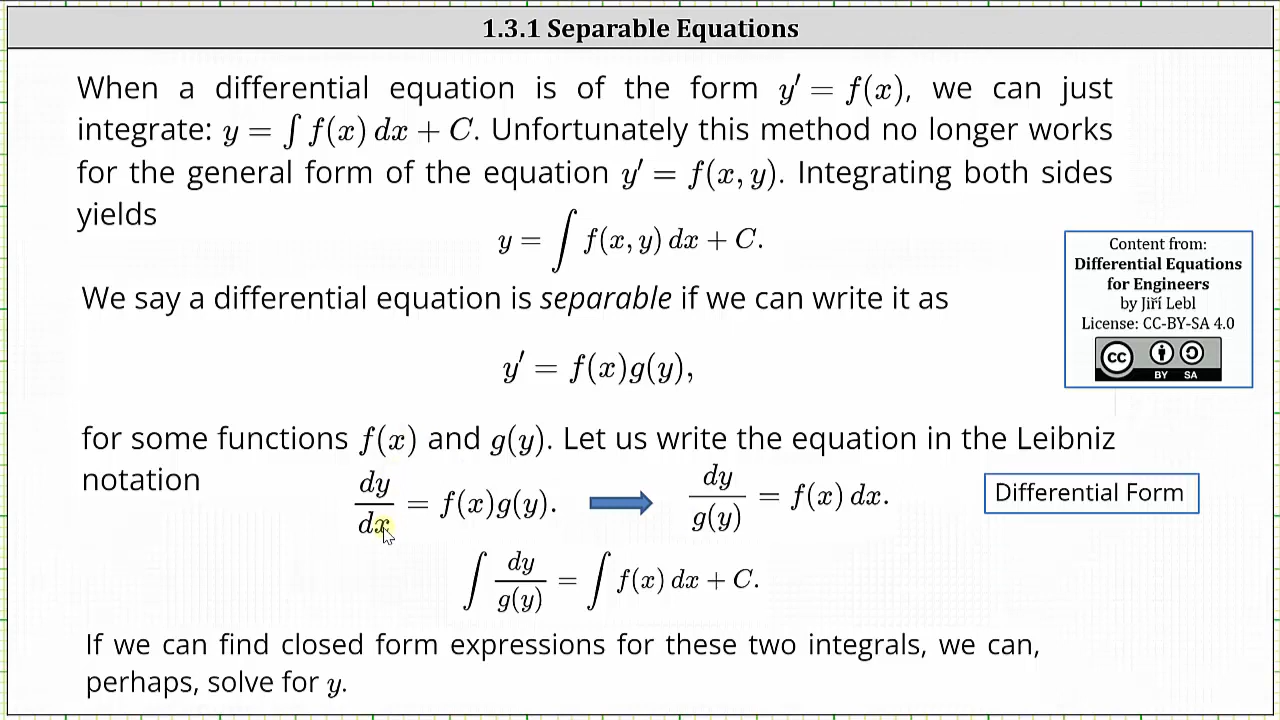 1.3.1 Separable Equations
When a differential equation is of the form y′ = f(x), we can just
integrate: y = ∫ f(x) dx + C. Unfortunately this method no longer works
for the general form of the equation y′ = f(x, y). Integrating both sides
yields
y = ∫ f(x, y) dx + C.
Content from:
Differential Equations
for Engineers
by Jiří Lebl
License: CC-BY-SA 4.0
cc BY SA
We say a differential equation is separable if we can write it as
y′ = f(x)g(y),
for some functions f(x) and g(y). Let us write the equation in the Leibniz
notation
dy/dx = f(x)g(y). dy/g(y) = f(x) dx.
Differential Form
∫ dy/g(y) = ∫ f(x) dx + C.
If we can find closed form expressions for these two integrals, we can,
perhaps, solve for y.